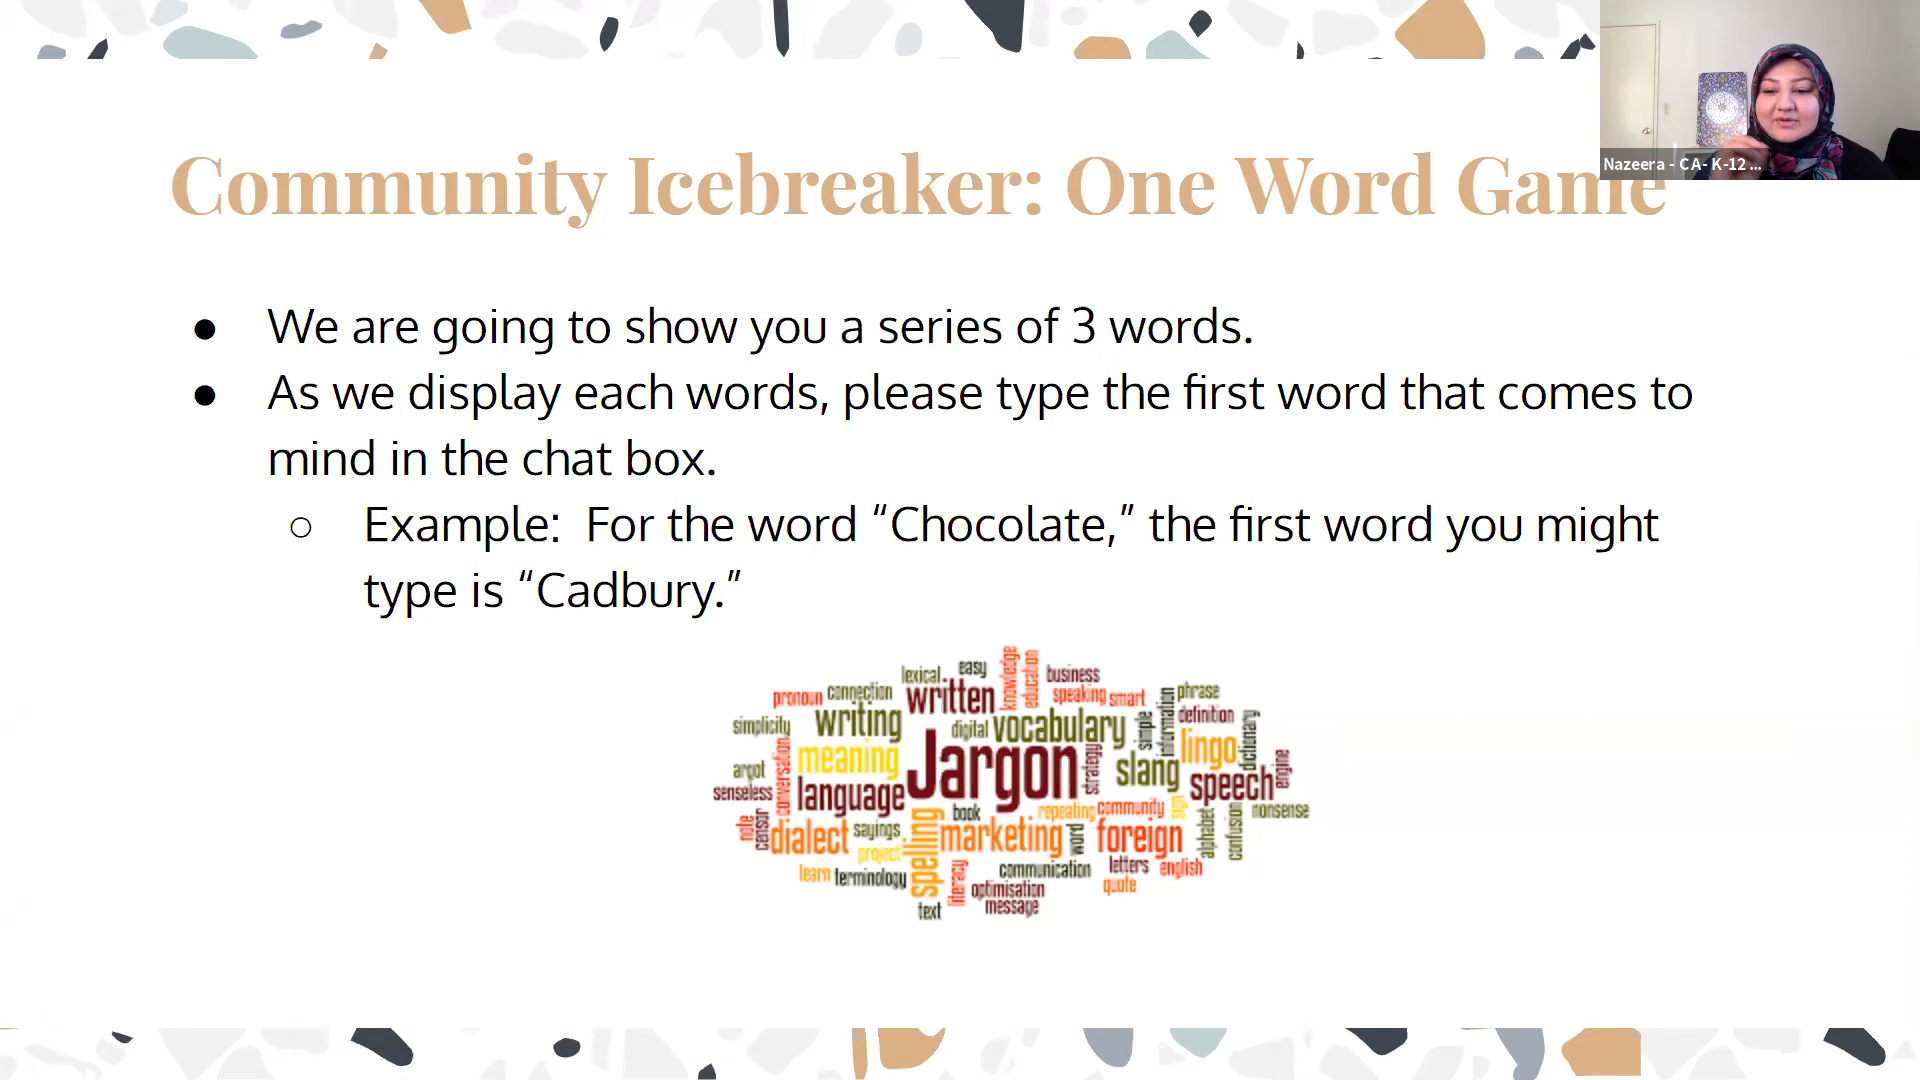 Community Icebreaker: One Word Game
Nazeera - CA- K-12 ...
● We are going to show you a series of 3 words.
● As we display each words, please type the first word that comes to
mind in the chat box.
○ Example: For the word “Chocolate,” the first word you might
type is “Cadbury.”
lexical
easy
knowledge
education
business
pronoun
connection
written
speaking
smart
phrase
simplicity
writing
digital
vocabulary
simple
information
definition
dictionary
argot
conversation
meaning
Jargon
strategy
slang
lingo
engine
senseless
language
speech
note
censor
book
repeating
community
sign
nonsense
dialect
sayings
spelling
marketing
word
foreign
alphabet
confusion
project
learn
terminology
literacy
communication
letters
english
optimisation
quote
text
message